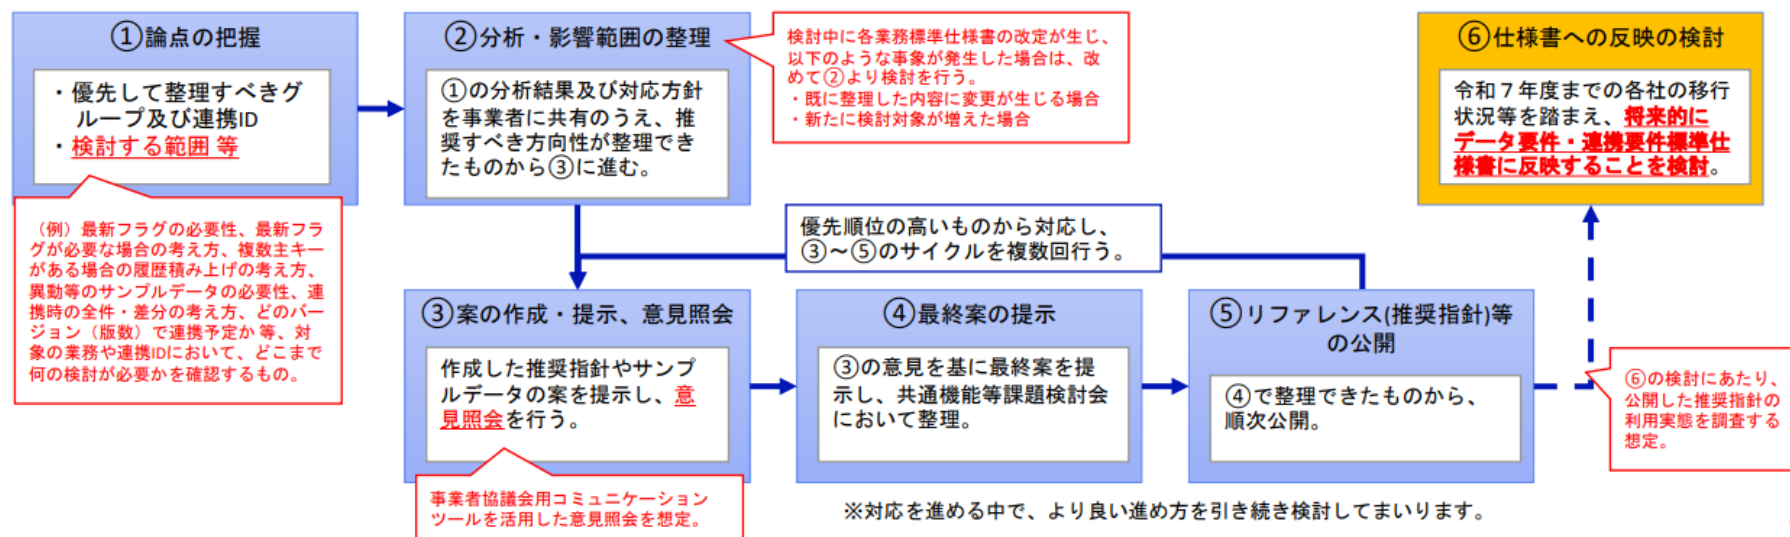 ①論点の把握
・優先して整理すべきグ
ループ及び連携ID
・検討する範囲 等
（例）最新フラグの必要性、最新フラ
グが必要な場合の考え方、複数主キー
がある場合の履歴積み上げの考え方、
異動等のサンプルデータの必要性、連
携時の全件・差分の考え方、どのバー
ジョン（版数）で連携予定か 等、対
象の業務や連携IDにおいて、どこまで
何の検討が必要かを確認するもの。
②分析・影響範囲の整理
①の分析結果及び対応方針
を事業者に共有のうえ、推
奨すべき方向性が整理でき
たものから③に進む。
検討中に各業務標準仕様書の改定が生じ、
以下のような事象が発生した場合は、改
めて②より検討を行う。
・既に整理した内容に変更が生じる場合
・新たに検討対象が増えた場合
優先順位の高いものから対応し、
③～⑤のサイクルを複数回行う。
③案の作成・提示、意見照会
作成した推奨指針やサンプ
ルデータの案を提示し、意
見照会を行う。
事業者協議会用コミュニケーション
ツールを活用した意見照会を想定。
④最終案の提示
③の意見を基に最終案を提
示し、共通機能等課題検討会
において整理。
⑤リファレンス(推奨指針)等
の公開
④で整理できたものから、
順次公開。
⑥仕様書への反映の検討
令和７年度までの各社の移行
状況等を踏まえ、将来的に
データ要件・連携要件標準仕
様書に反映することを検討。
⑥の検討にあたり、
公開した推奨指針の
利用実態を調査する
想定。
※対応を進める中で、より良い進め方を引き続き検討してまいります。